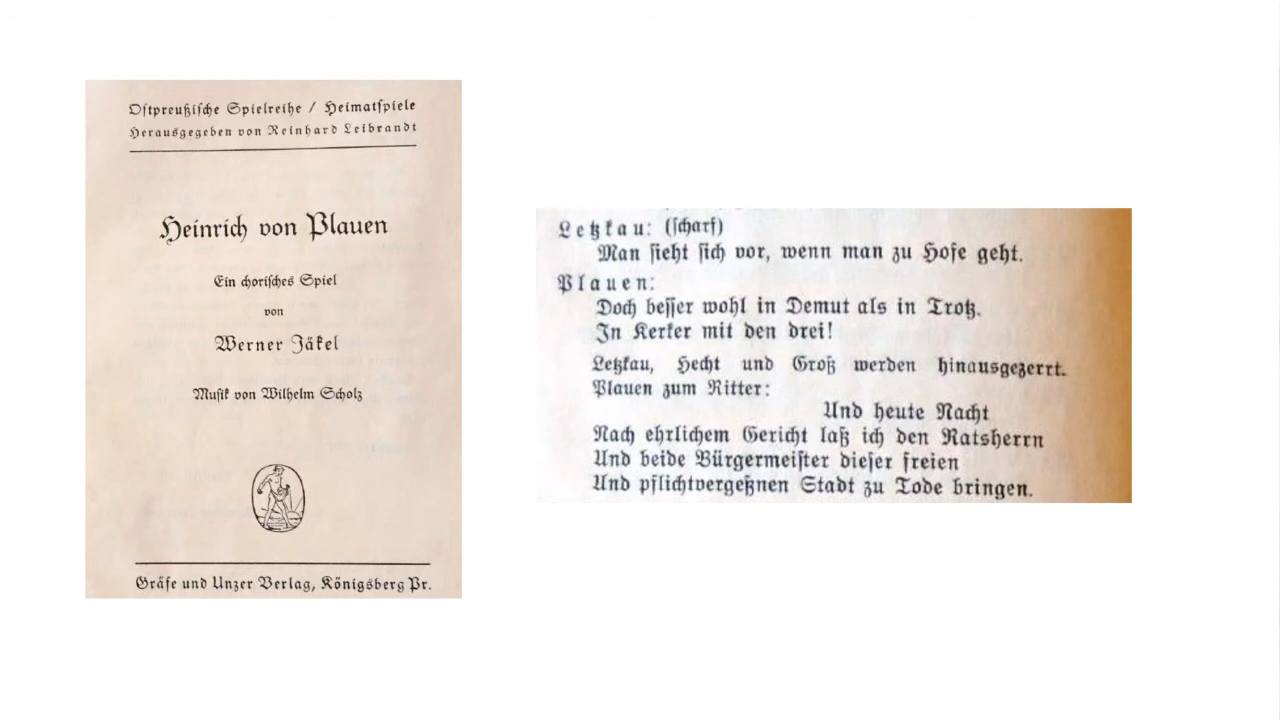 Ostpreußische Spielreihe / Heimatspiele
Herausgegeben von Reinhard Leibrandt
Heinrich von Plauen
Ein chorisches Spiel
von
Werner Jäkel
Musik von Wilhelm Scholz
Gräfe und Unzer Verlag, Königsberg Pr.
Letzkau: (scharf)
Man sieht sich vor, wenn man zu Hofe geht.
Plauen:
Doch besser wohl in Demut als in Trotz.
In Kerker mit den drei!
Letzkau, Hecht und Groß werden hinausgezerrt.
Plauen zum Ritter:
Und heute Nacht
Nach ehrlichem Gericht laß ich den Ratsherrn
Und beide Bürgermeister dieser freien
Und pflichtvergeßnen Stadt zu Tode bringen.